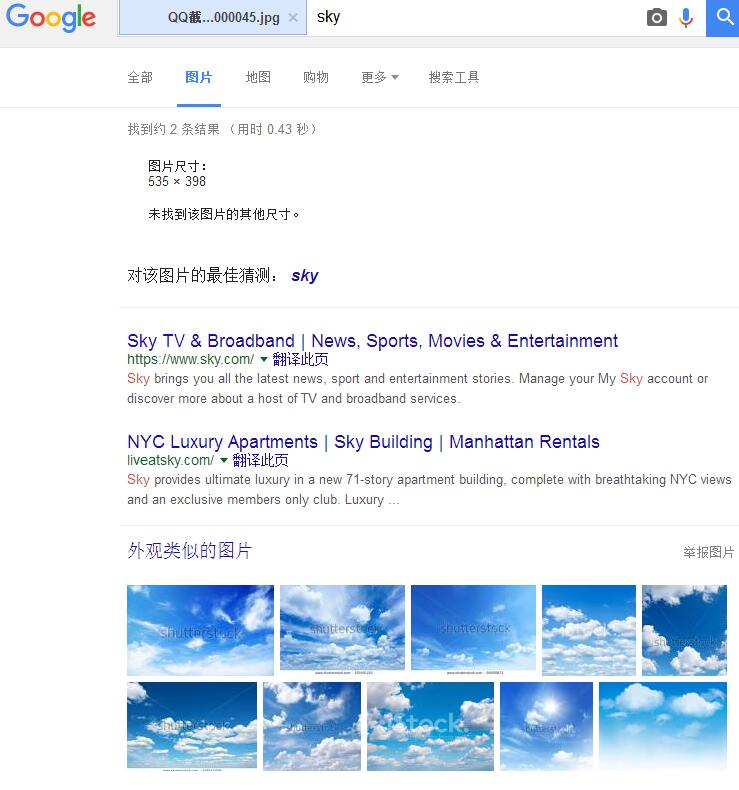 Google QQ截...000045.jpg × sky
全部 图片 地图 购物 更多 搜索工具
找到约 2 条结果 （用时 0.43 秒）
图片尺寸：
535 × 398
未找到该图片的其他尺寸。
对该图片的最佳猜测： sky
Sky TV & Broadband | News, Sports, Movies & Entertainment
https://www.sky.com/ 翻译此页
Sky brings you all the latest news, sport and entertainment stories. Manage your My Sky account or
discover more about a host of TV and broadband services.
NYC Luxury Apartments | Sky Building | Manhattan Rentals
liveatsky.com/ 翻译此页
Sky provides ultimate luxury in a new 71-story apartment building, complete with breathtaking NYC views
and an exclusive members only club. Luxury ...
外观类似的图片 举报图片
shutterstock shutterstock shutterstock shutterstock
shutterstock shutterstock iStock shutterstock